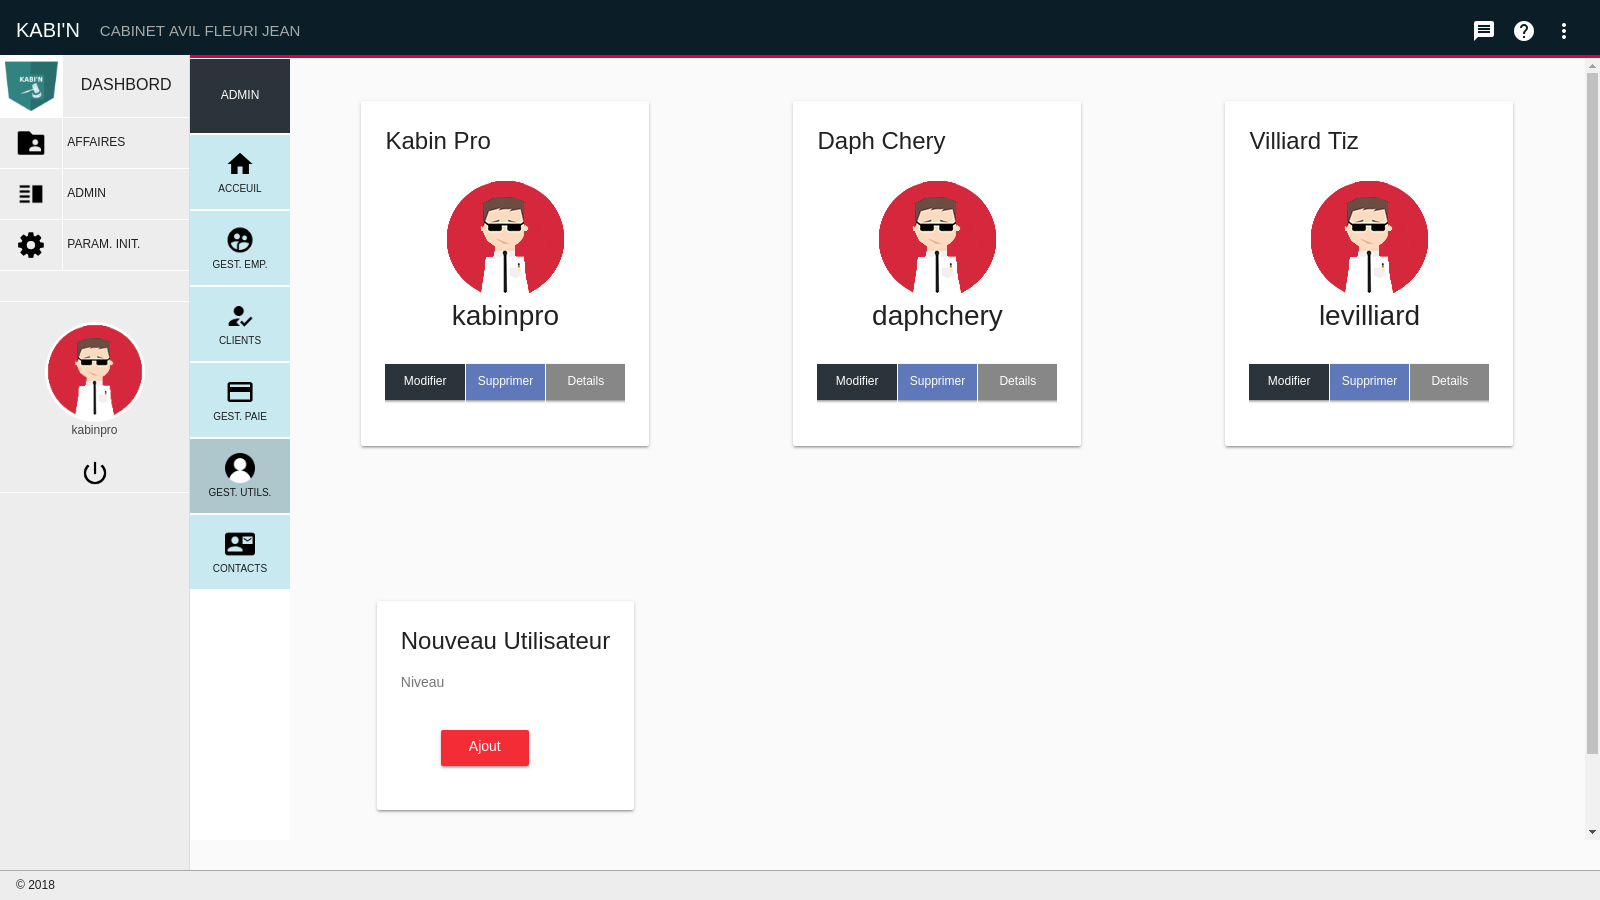 KABI'N CABINET AVIL FLEURI JEAN
KABI'N
DASHBORD
AFFAIRES
ADMIN
PARAM. INIT.
kabinpro
ADMIN
ACCEUIL
GEST. EMP.
CLIENTS
GEST. PAIE
GEST. UTILS.
CONTACTS
Kabin Pro
kabinpro
Modifier Supprimer Details
Daph Chery
daphchery
Modifier Supprimer Details
Villiard Tiz
levilliard
Modifier Supprimer Details
Nouveau Utilisateur
Niveau
Ajout
© 2018